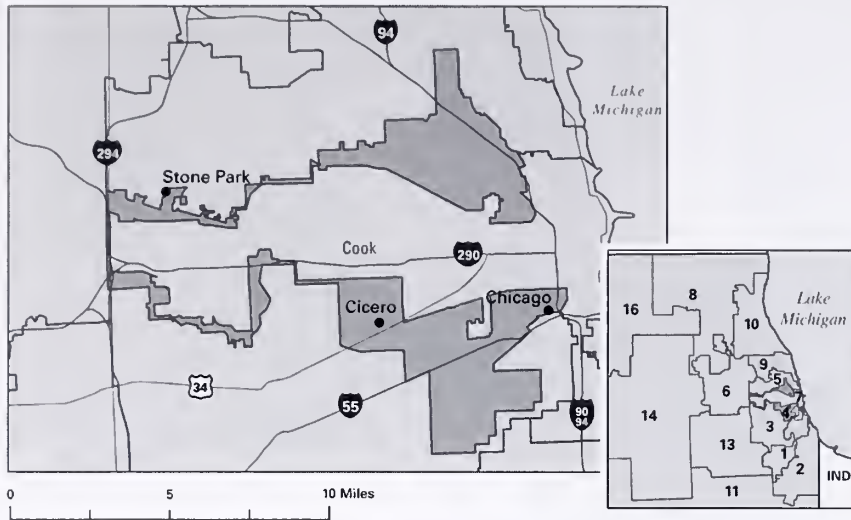 94
Lake
Michigan
294
Stone Park
Cook
290
Cicero
Chicago
34
55
90
94
0 5 10 Miles
8
Lake
Michigan
16
10
9
5
6
7
4
14
3
13
1
2
11
IND